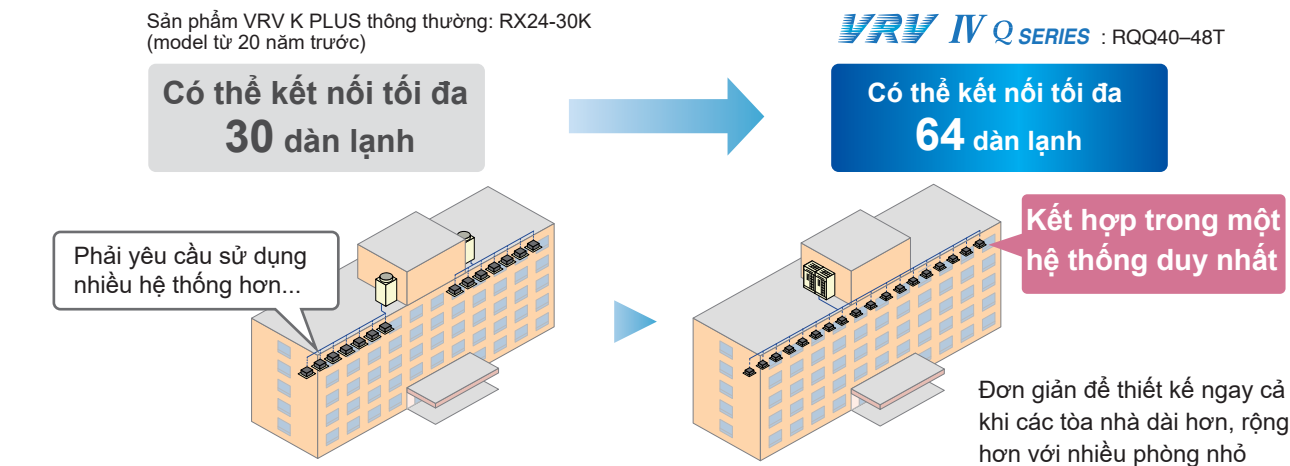 Sản phẩm VRV K PLUS thông thường: RX24-30K
(model từ 20 năm trước)
VRV IV Q SERIES : RQQ40–48T
Có thể kết nối tối đa
30 dàn lạnh
Có thể kết nối tối đa
64 dàn lạnh
Phải yêu cầu sử dụng
nhiều hệ thống hơn...
Kết hợp trong một
hệ thống duy nhất
Đơn giản để thiết kế ngay cả
khi các tòa nhà dài hơn, rộng
hơn với nhiều phòng nhỏ